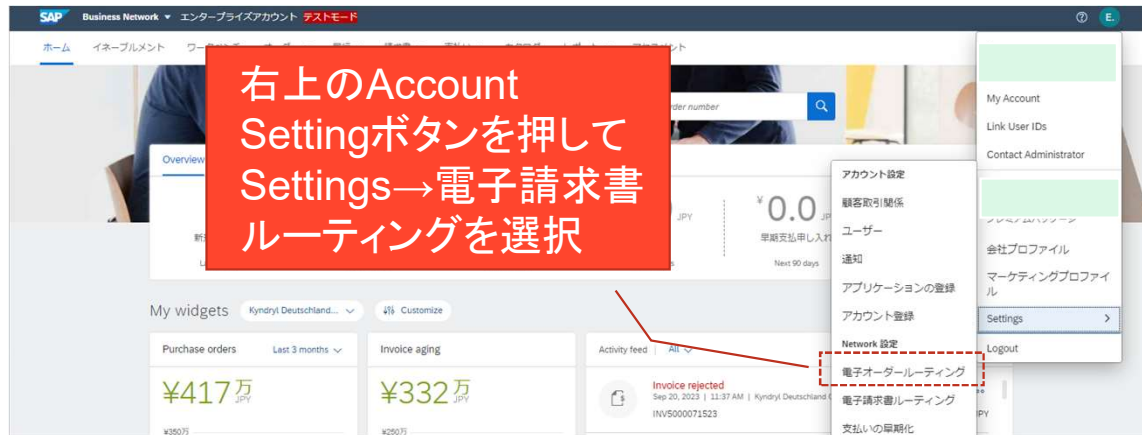 SAP Business Network エンタープライズアカウント テストモード
E.
ホーム イネーブルメント
右上のAccount
Settingボタンを押して
Settings→電子請求書
ルーティングを選択
order number
My Account
Link User IDs
Contact Administrator
Overview
アカウント設定
顧客取引関係
ユーザー
通知
アプリケーションの登録
アカウント登録
Network 設定
電子オーダールーティング
電子請求書ルーティング
支払いの早期化
会社プロファイル
マーケティングプロファイ
ル
Settings
Logout
JPY
¥0.0
早期支払申し入れ
Next 90 days
My widgets Kyndryl Deutschland... Customize
Purchase orders Last 3 months
¥417万
JPY
¥350万
Invoice aging
¥332万
JPY
¥250万
Activity feed All
Invoice rejected
Sep 20, 2023 | 11:37 AM | Kyndryl Deutschland
INV5000071523